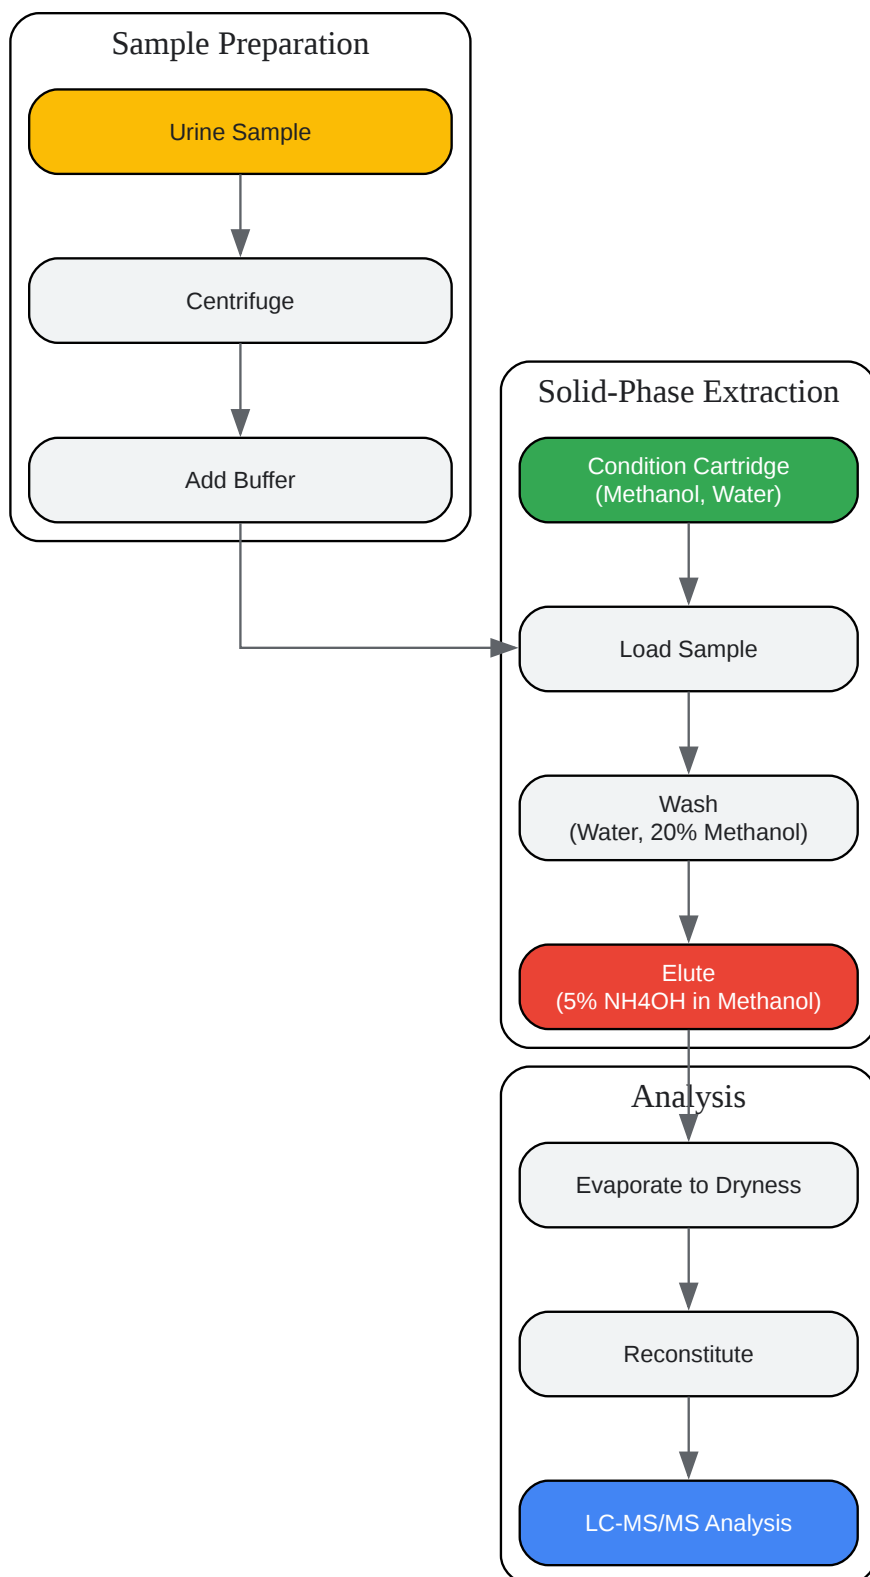 Sample Preparation
Urine Sample
Centrifuge
Add Buffer
Solid-Phase Extraction
Condition Cartridge
(Methanol, Water)
Load Sample
Wash
(Water, 20% Methanol)
Elute
(5% NH4OH in Methanol)
Analysis
Evaporate to Dryness
Reconstitute
LC-MS/MS Analysis